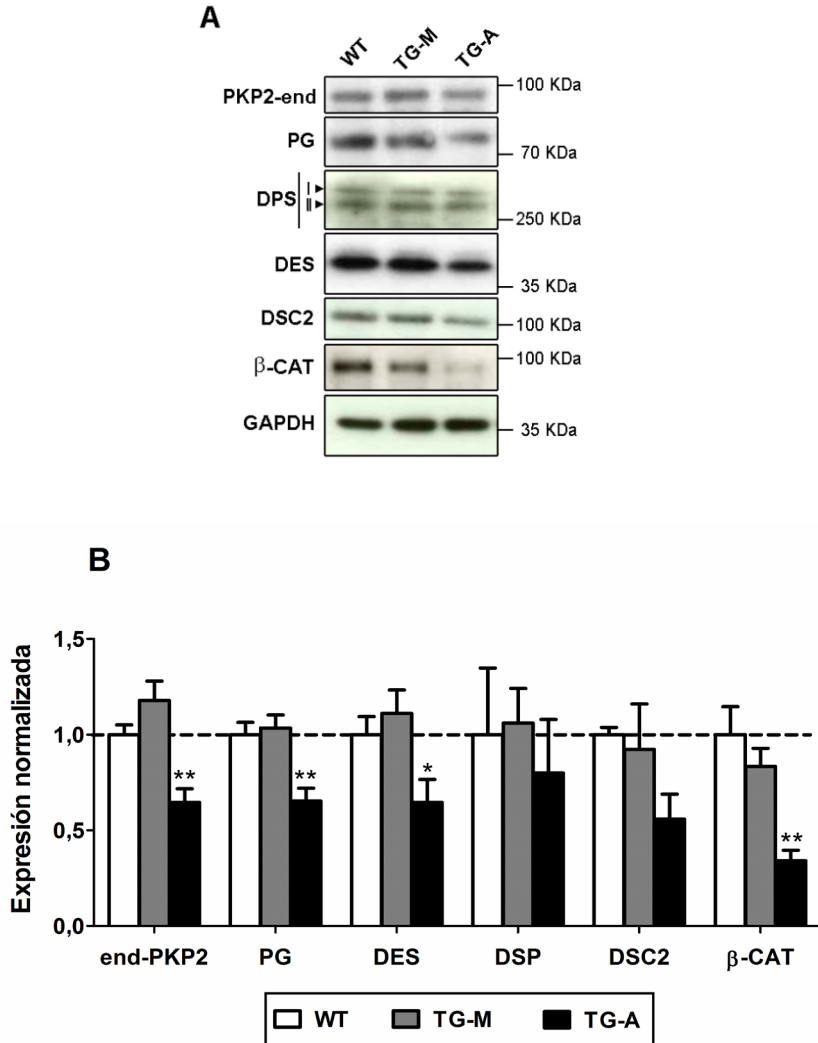 A
WT TG-M TG-A
PKP2-end 100 KDa
PG 70 KDa
DPS I II 250 KDa
DES 35 KDa
DSC2 100 KDa
β-CAT 100 KDa
GAPDH 35 KDa
B
Expresión normalizada
1,5
1,0
0,5
0,0
** ** * **
end-PKP2 PG DES DSP DSC2 β-CAT
WT TG-M TG-A